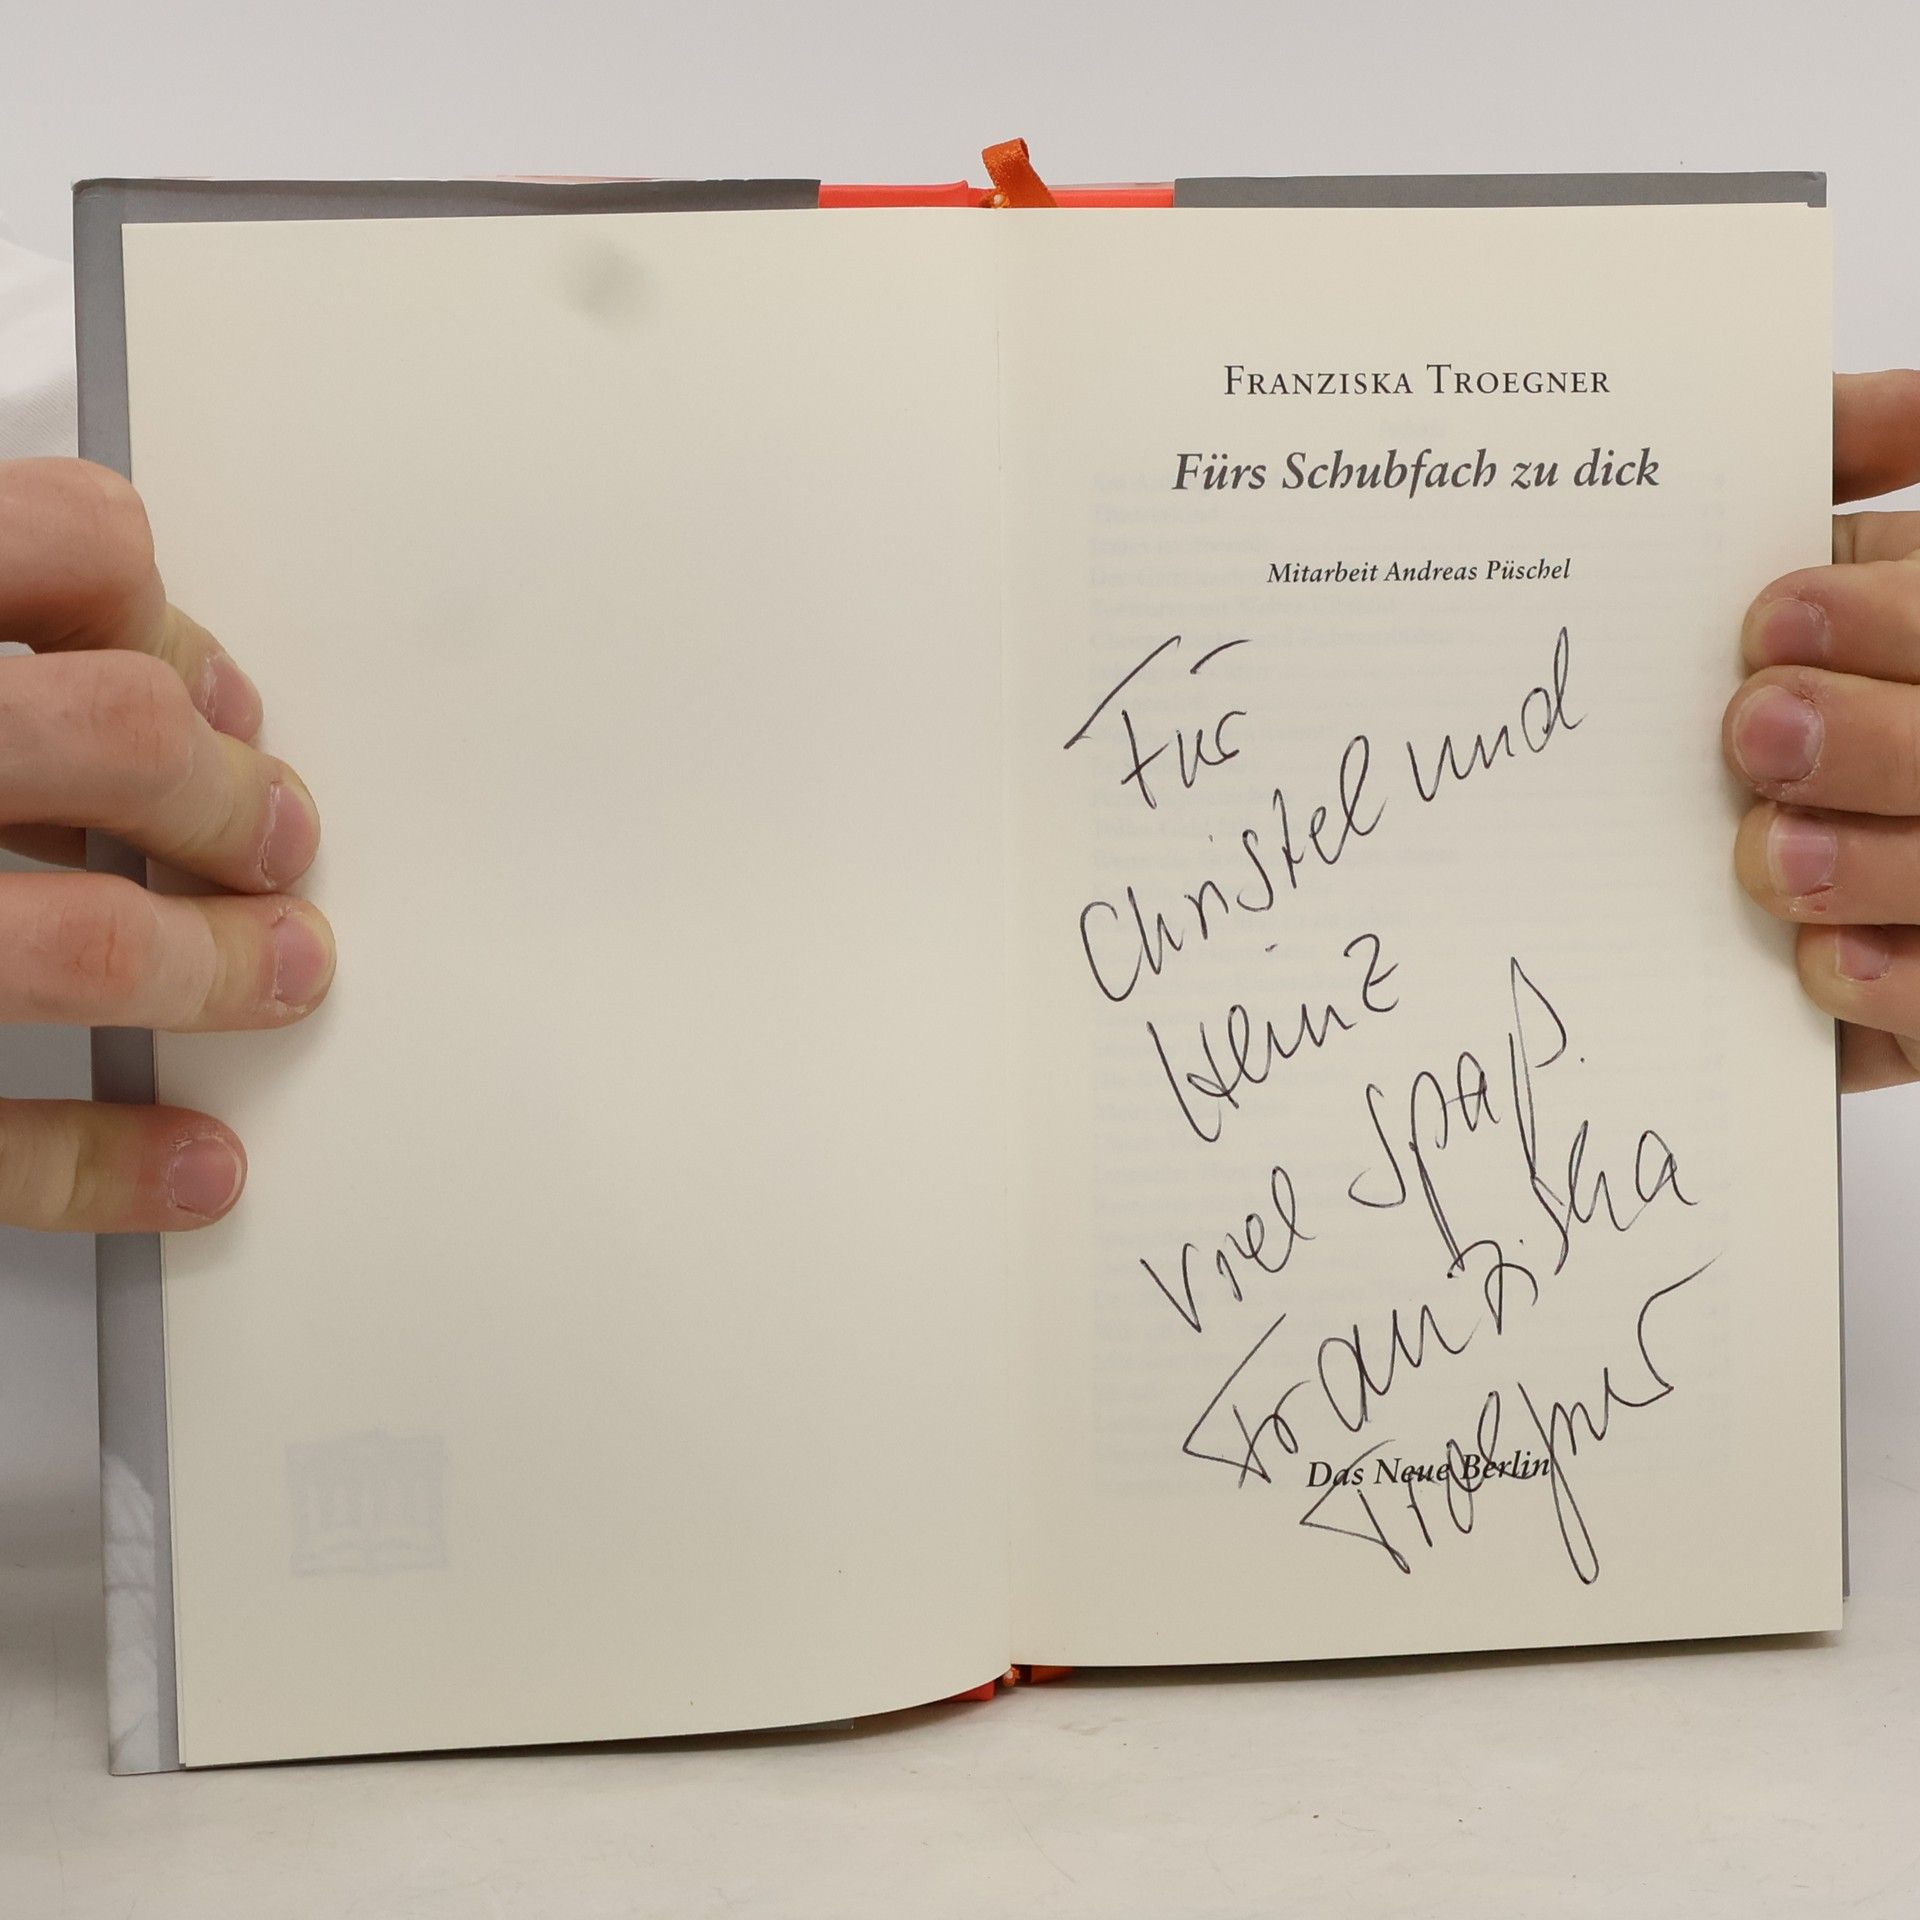 FRANZISKA TROEGNER
Fürs Schubfach zu dick
Mitarbeit Andreas Püschel
Für
Christel und
Heinz
viel Spaß.
Franziska
Troegner
Das Neue Berlin